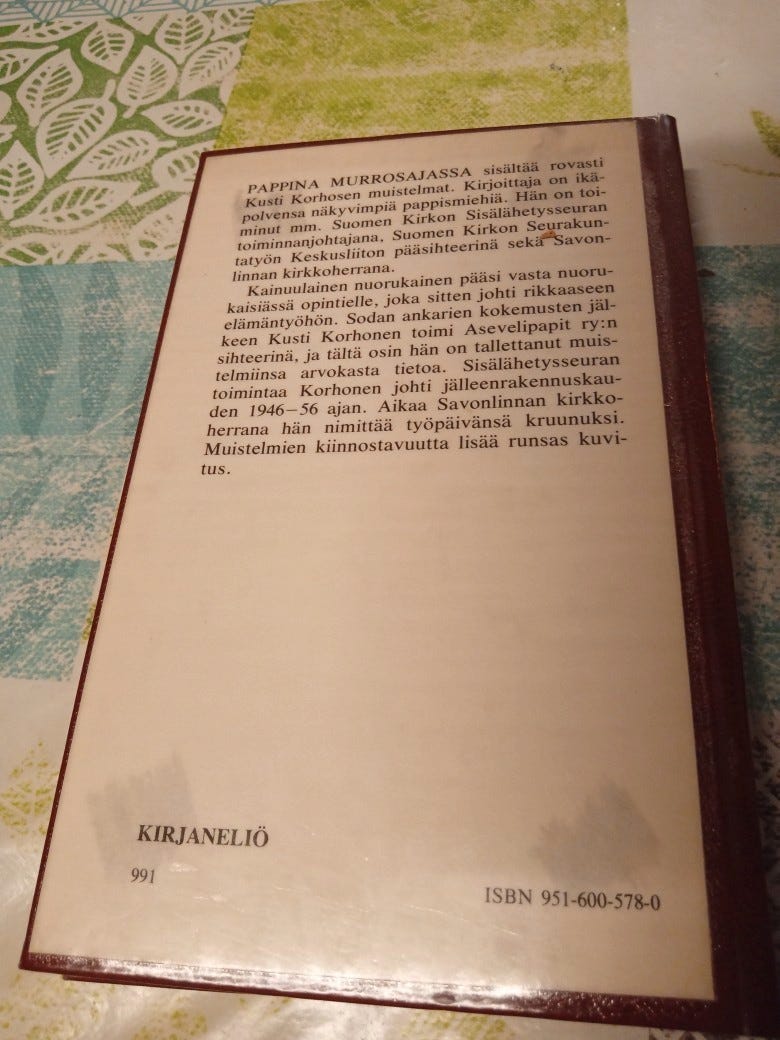 PAPPINA MURROSAJASSA sisältää rovasti
Kusti Korhosen muistelmat. Kirjoittaja on ikä-
polvensa näkyvimpiä pappismiehiä. Hän on toi-
minut mm. Suomen Kirkon Sisälähetysseuran
toiminnanjohtajana, Suomen Kirkon Seurakun-
tatyön Keskusliiton pääsihteerinä sekä Savon-
linnan kirkkoherrana.
Kainuulainen nuorukainen pääsi vasta nuoru-
kaisiässä opintielle, joka sitten johti rikkaaseen
elämäntyöhön. Sodan ankarien kokemusten jäl-
keen Kusti Korhonen toimi Asevelipapit ry:n
sihteerinä, ja tältä osin hän on tallettanut muis-
telmiinsa arvokasta tietoa. Sisälähetysseuran
toimintaa Korhonen johti jälleenrakennuskau-
den 1946–56 ajan. Aikaa Savonlinnan kirkko-
herrana hän nimittää työpäivänsä kruunuksi.
Muistelmien kiinnostavuutta lisää runsas kuvi-
tus.
KIRJANELIÖ
991
ISBN 951-600-578-0